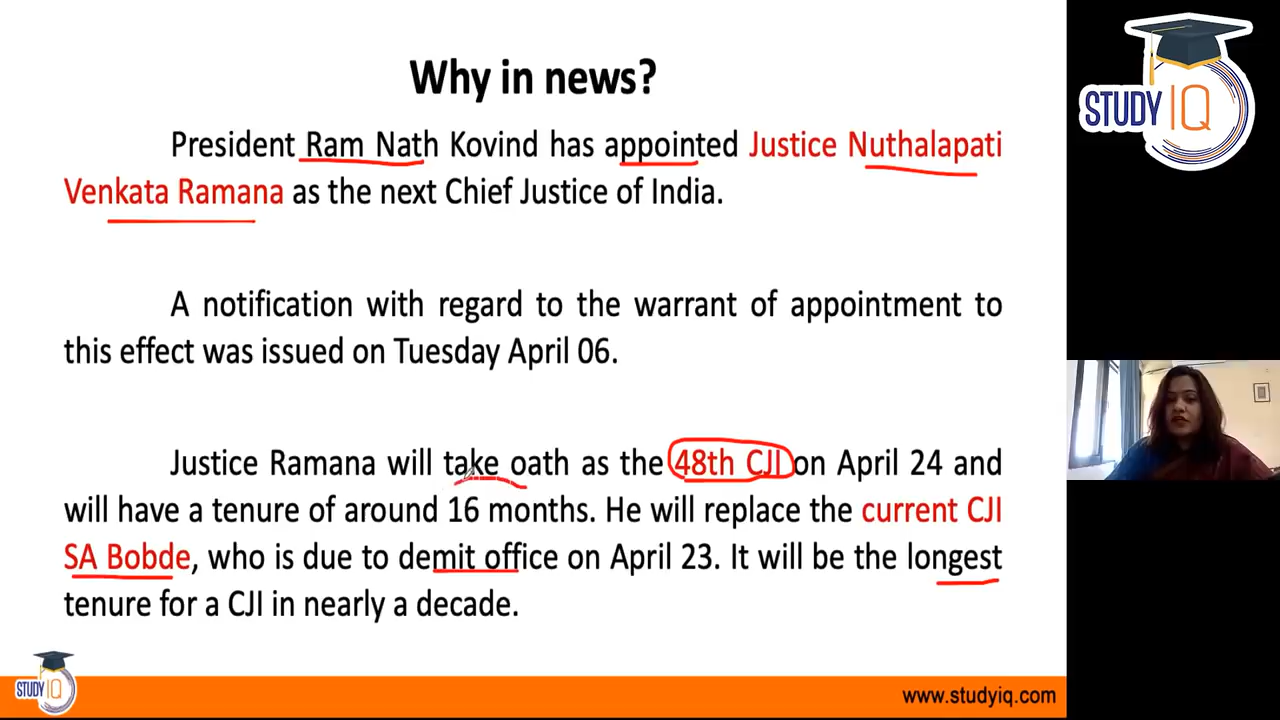 Why in news?
President Ram Nath Kovind has appointed Justice Nuthalapati
Venkata Ramana as the next Chief Justice of India.
A notification with regard to the warrant of appointment to
this effect was issued on Tuesday April 06.
Justice Ramana will take oath as the 48th CJI on April 24 and
will have a tenure of around 16 months. He will replace the current CJI
SA Bobde, who is due to demit office on April 23. It will be the longest
tenure for a CJI in nearly a decade.
STUDY IQ
STUDY IQ
www.studyiq.com